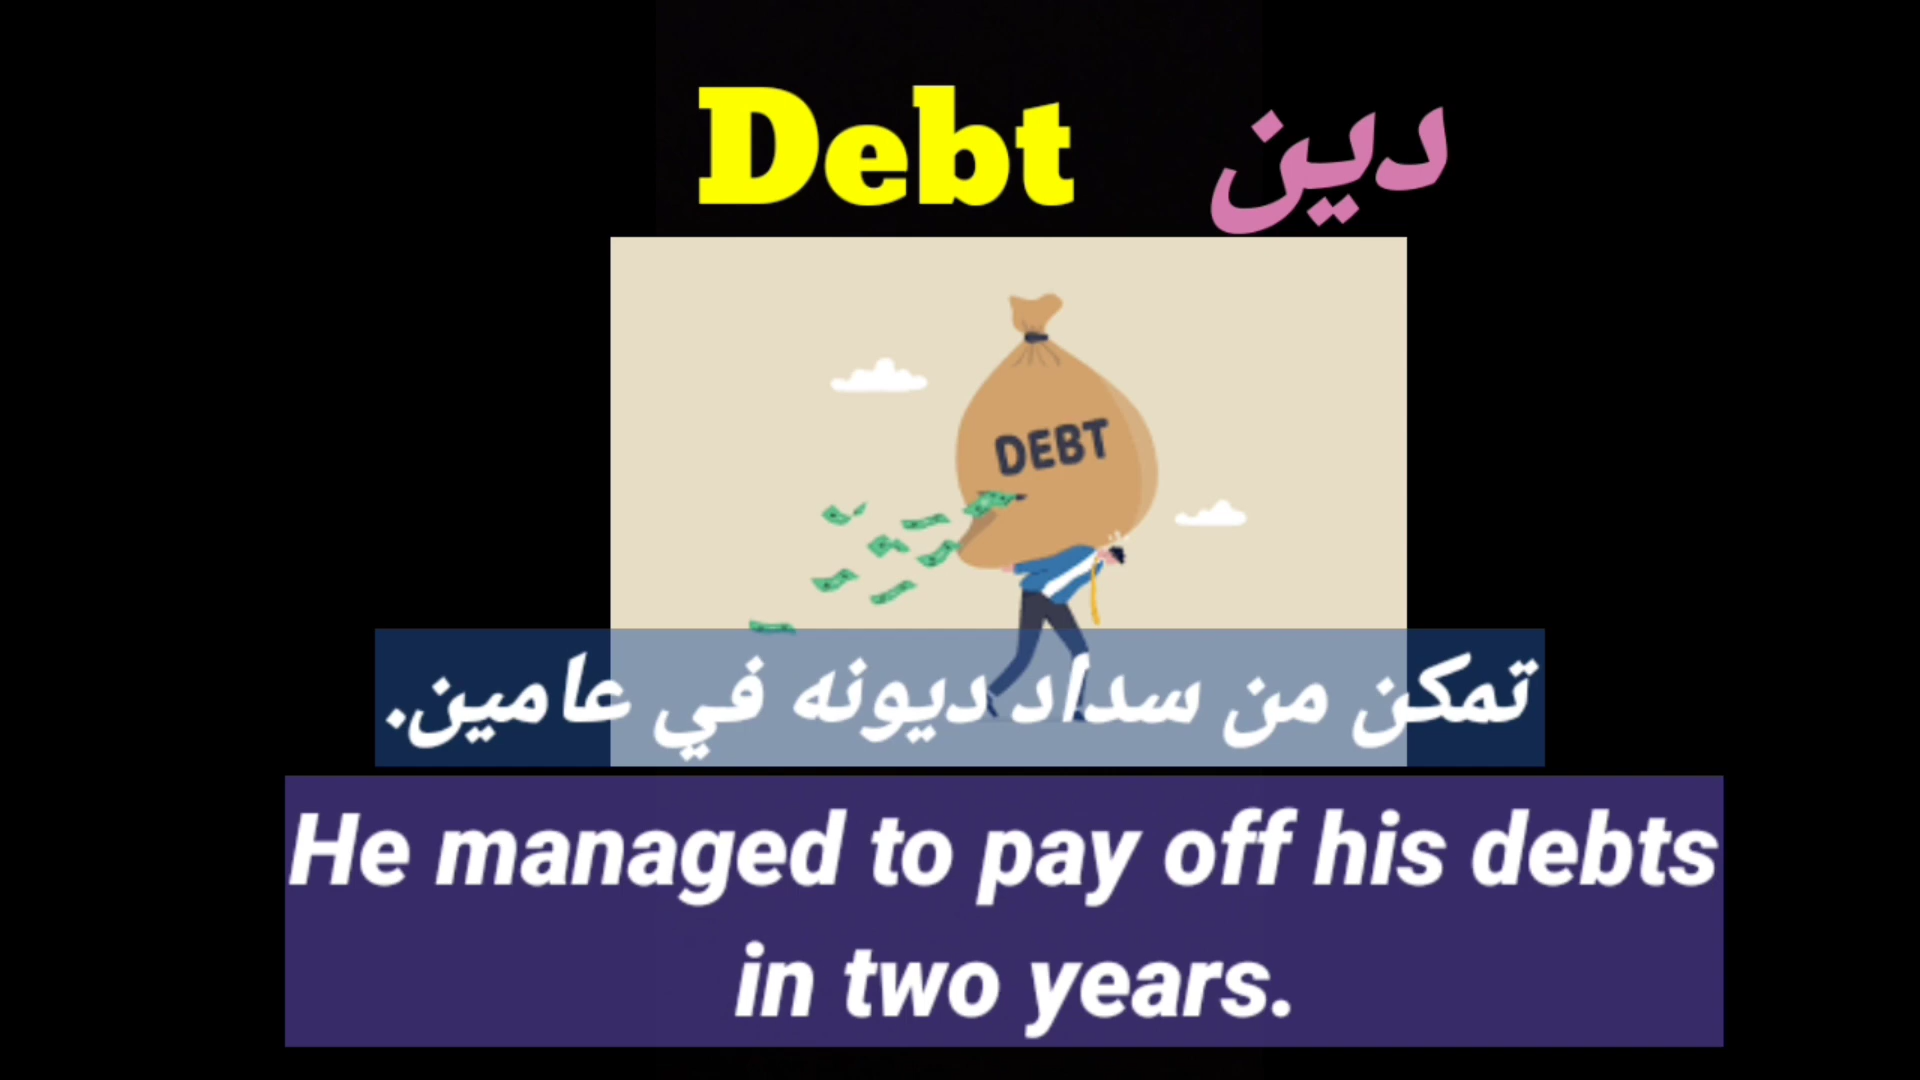 Debt دين
DEBT
تمكن من سداد ديونه في عامين.
He managed to pay off his debts
in two years.